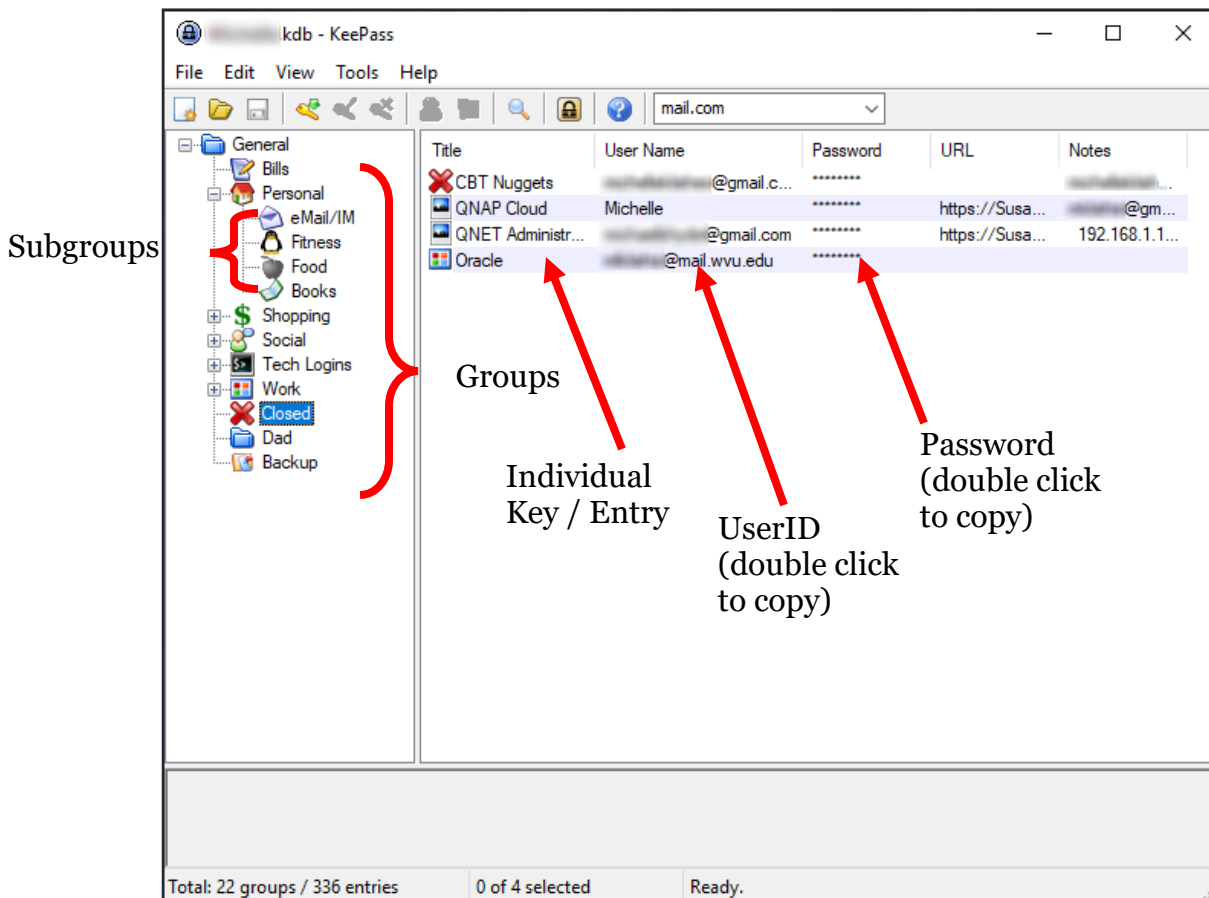 kdb - KeePass
File Edit View Tools Help
mail.com
General
Bills
Personal
eMail/IM
Fitness
Food
Books
Shopping
Social
Tech Logins
Work
Closed
Dad
Backup
Subgroups
Groups
Title User Name Password URL Notes
CBT Nuggets @gmail.c... ********
QNAP Cloud Michelle ******** https://Susa... @gm...
QNET Administr... @gmail.com ******** https://Susa... 192.168.1.1...
Oracle @mail.wvu.edu ********
Individual
Key / Entry
UserID
(double click
to copy)
Password
(double click
to copy)
Total: 22 groups / 336 entries 0 of 4 selected Ready.